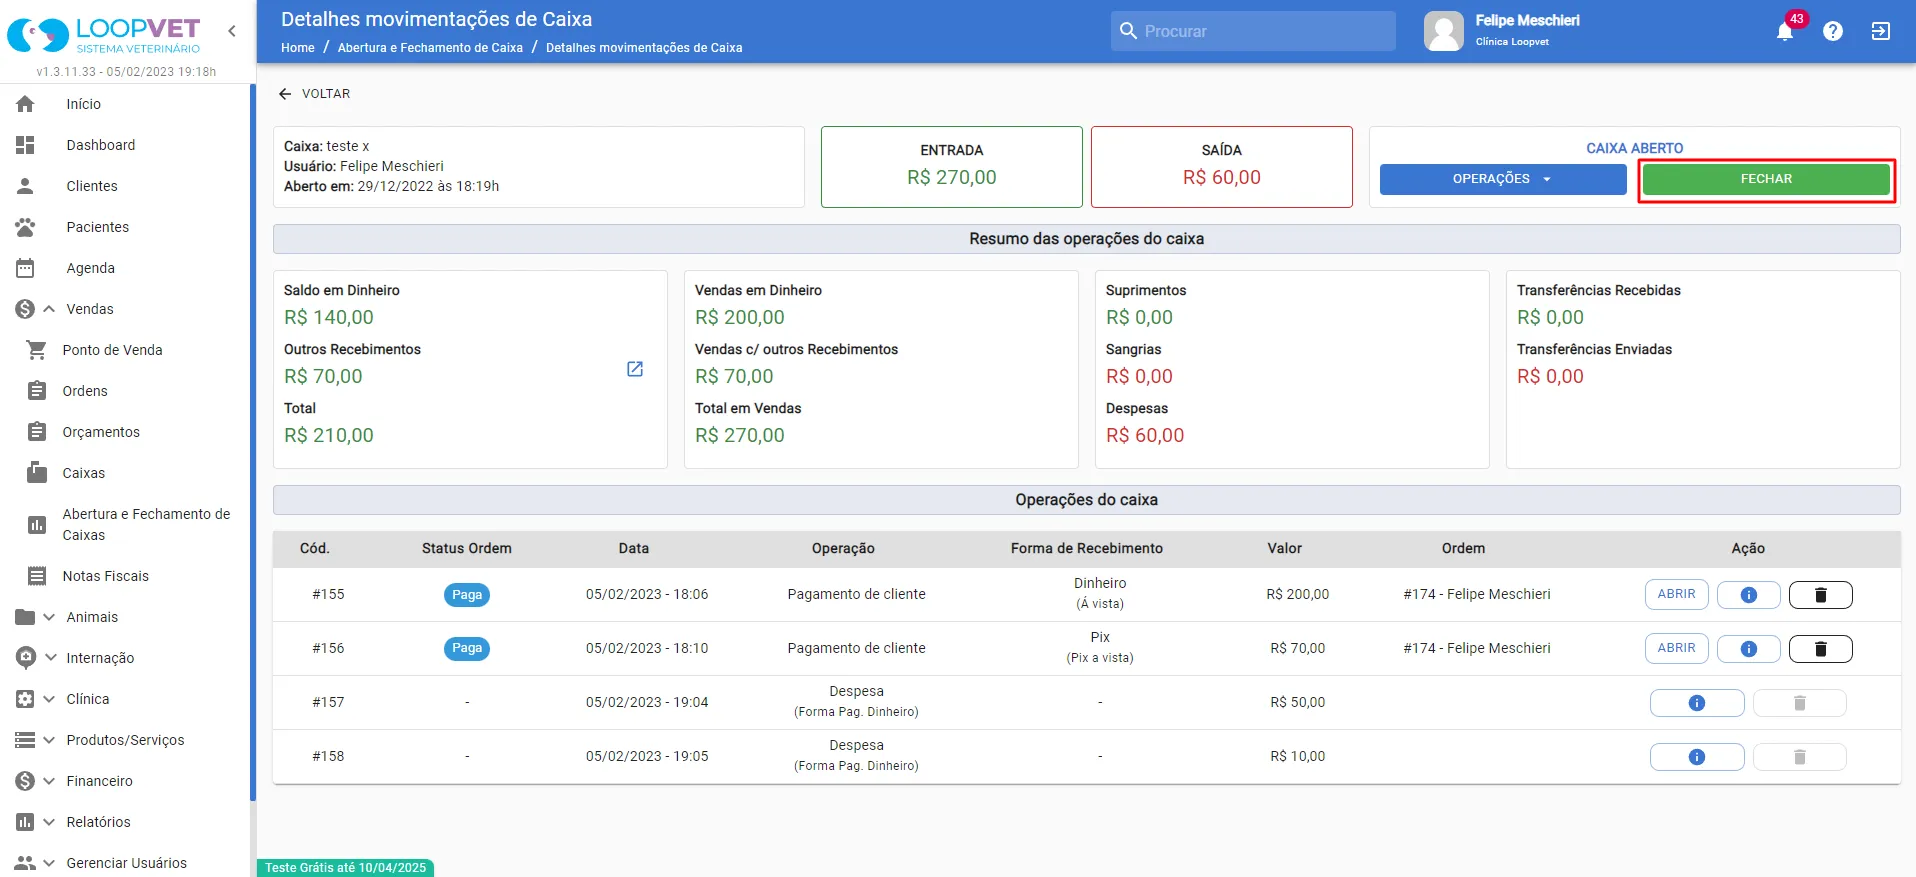 LOOPVET
SISTEMA VETERINÁRIO
v1.3.11.33 - 05/02/2023 19:18h
Início
Dashboard
Clientes
Pacientes
Agenda
Vendas
Ponto de Venda
Ordens
Orçamentos
Caixas
Abertura e Fechamento de
Caixas
Notas Fiscais
Animais
Internação
Clínica
Produtos/Serviços
Financeiro
Relatórios
Gerenciar Usuários
Detalhes movimentações de Caixa
Home / Abertura e Fechamento de Caixa / Detalhes movimentações de Caixa
Procurar
Felipe Meschieri
Clínica Loopvet
43
VOLTAR
Caixa: teste x
Usuário: Felipe Meschieri
Aberto em: 29/12/2022 às 18:19h
ENTRADA
R$ 270,00
SAÍDA
R$ 60,00
CAIXA ABERTO
OPERAÇÕES
FECHAR
Resumo das operações do caixa
Saldo em Dinheiro
R$ 140,00
Outros Recebimentos
R$ 70,00
Total
R$ 210,00
Vendas em Dinheiro
R$ 200,00
Vendas c/ outros Recebimentos
R$ 70,00
Total em Vendas
R$ 270,00
Suprimentos
R$ 0,00
Sangrias
R$ 0,00
Despesas
R$ 60,00
Transferências Recebidas
R$ 0,00
Transferências Enviadas
R$ 0,00
Operações do caixa
Cód. Status Ordem Data Operação Forma de Recebimento Valor Ordem Ação
#155 Paga 05/02/2023 - 18:06 Pagamento de cliente Dinheiro R$ 200,00 #174 - Felipe Meschieri ABRIR
(Á vista)
#156 Paga 05/02/2023 - 18:10 Pagamento de cliente Pix R$ 70,00 #174 - Felipe Meschieri ABRIR
(Pix a vista)
#157 - 05/02/2023 - 19:04 Despesa - R$ 50,00
(Forma Pag. Dinheiro)
#158 - 05/02/2023 - 19:05 Despesa - R$ 10,00
(Forma Pag. Dinheiro)
Teste Grátis até 10/04/2025